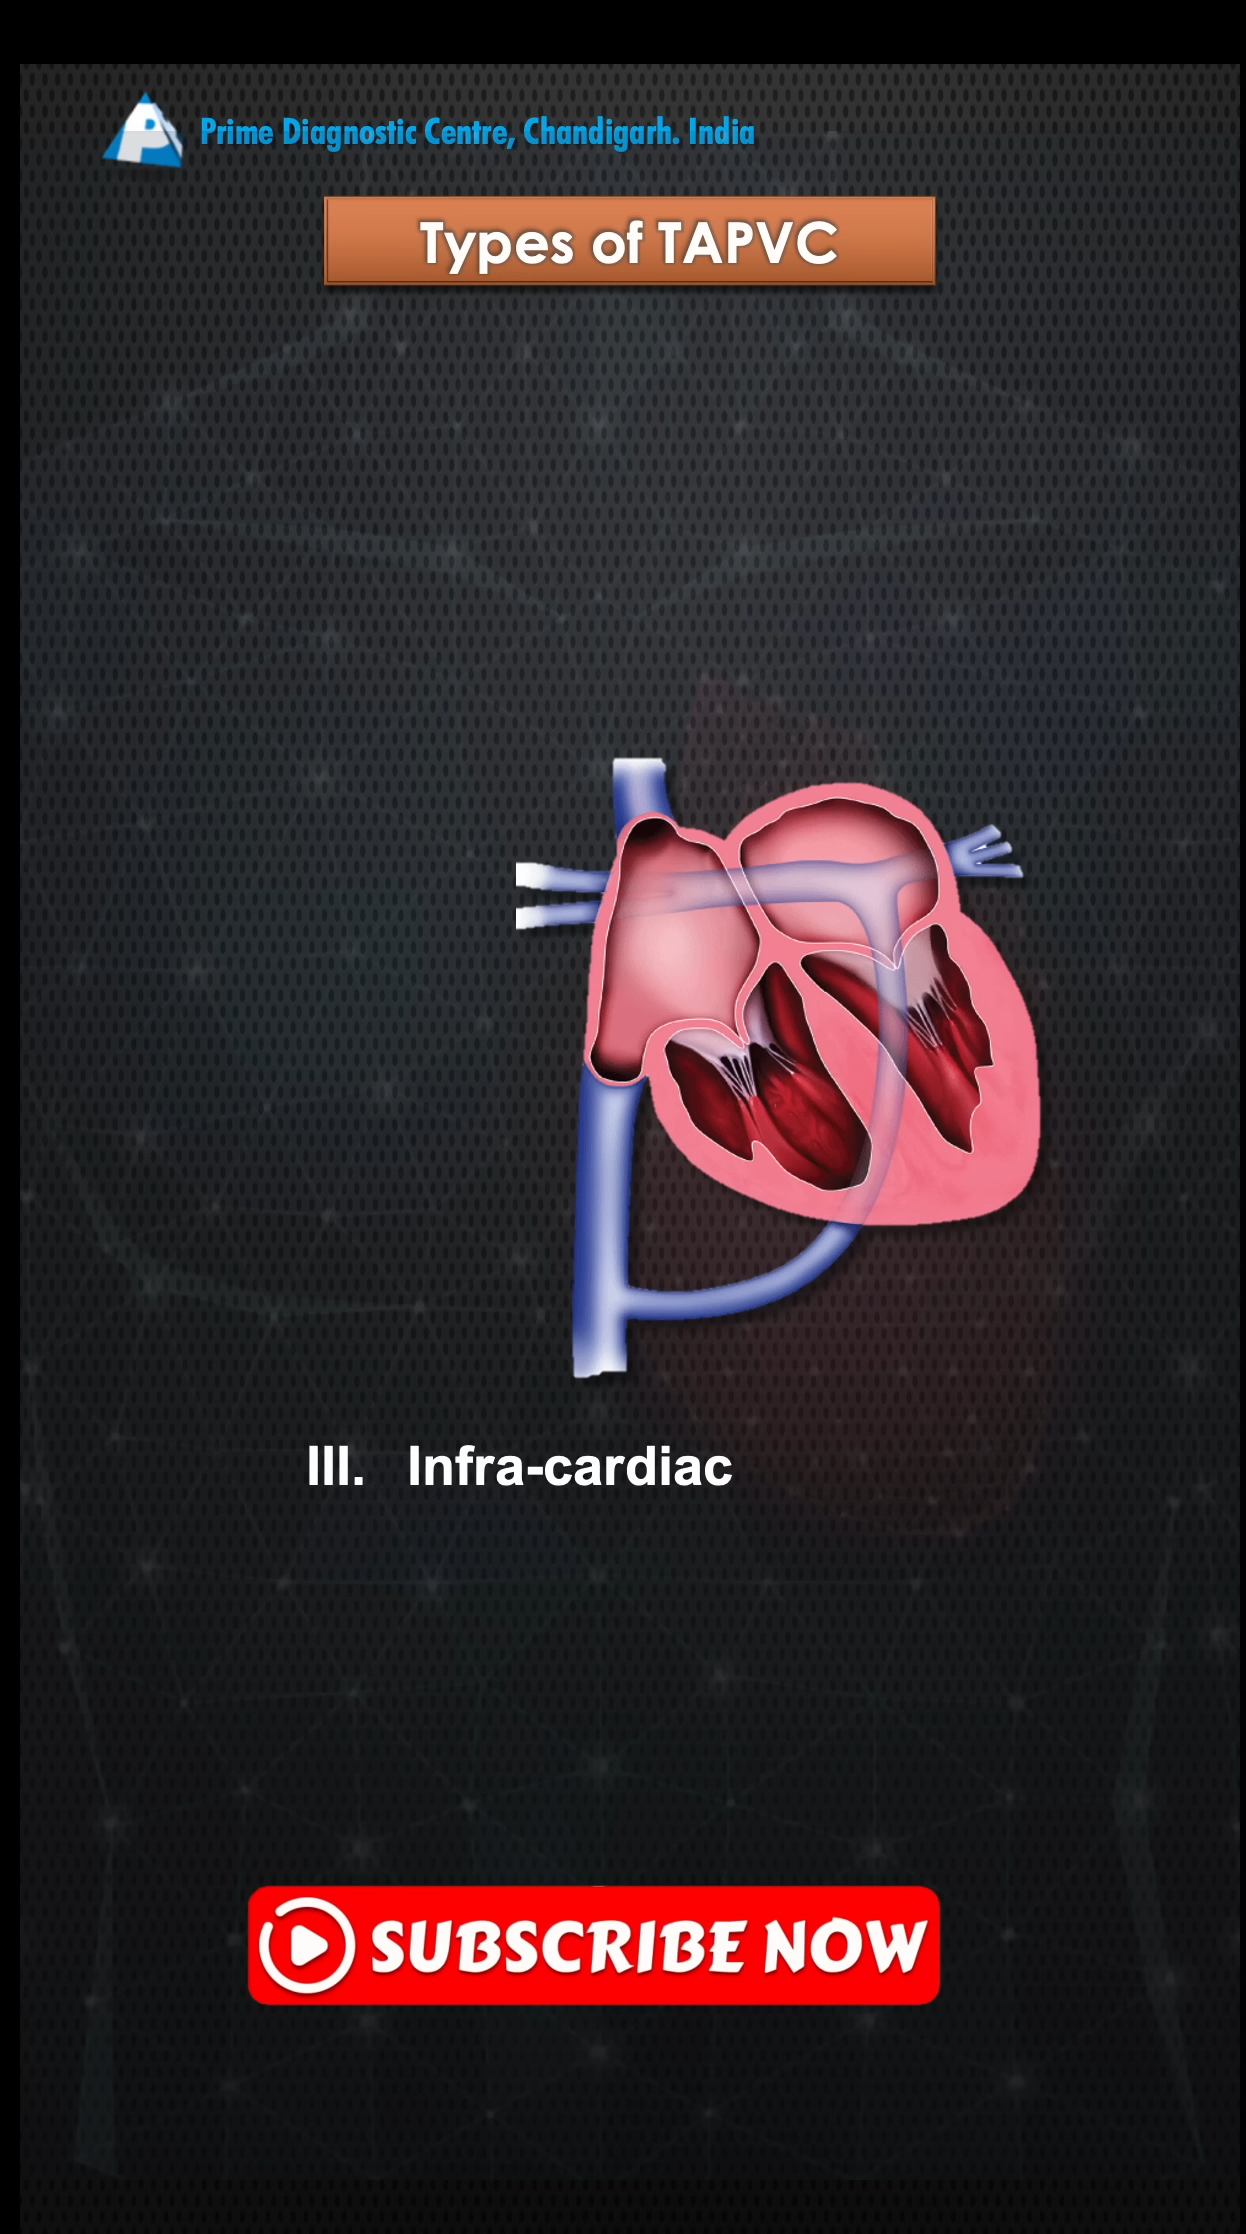 Prime Diagnostic Centre, Chandigarh. India
Types of TAPVC
III. Infra-cardiac
SUBSCRIBE NOW